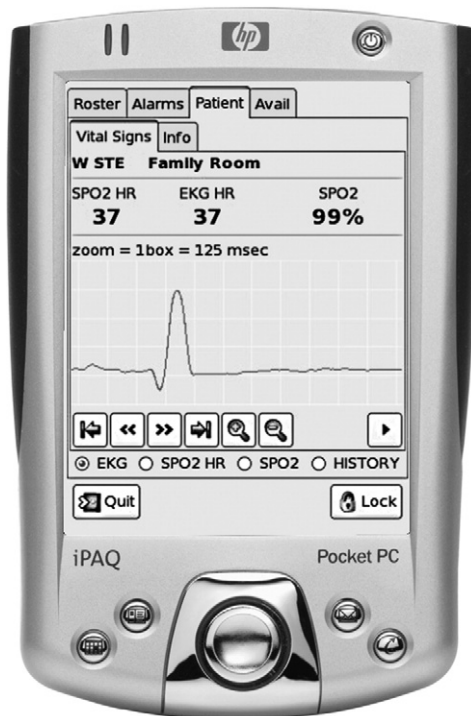 hp
Roster Alarms Patient Avail
Vital Signs Info
W STE Family Room
SPO2 HR EKG HR SPO2
37 37 99%
zoom = 1box = 125 msec
EKG SPO2 HR SPO2 HISTORY
Quit Lock
iPAQ Pocket PC